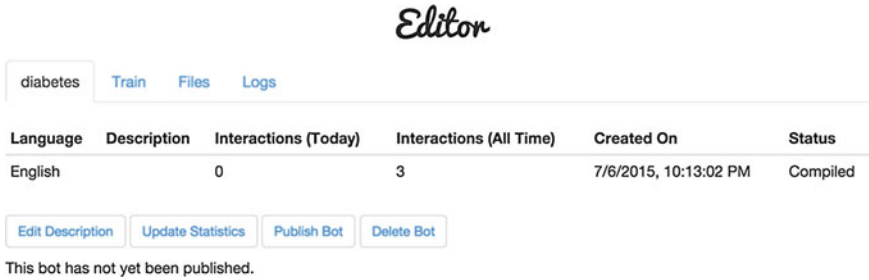 Editor
diabetes Train Files Logs
Language Description Interactions (Today) Interactions (All Time) Created On Status
English 0 3 7/6/2015, 10:13:02 PM Compiled
Edit Description Update Statistics Publish Bot Delete Bot
This bot has not yet been published.